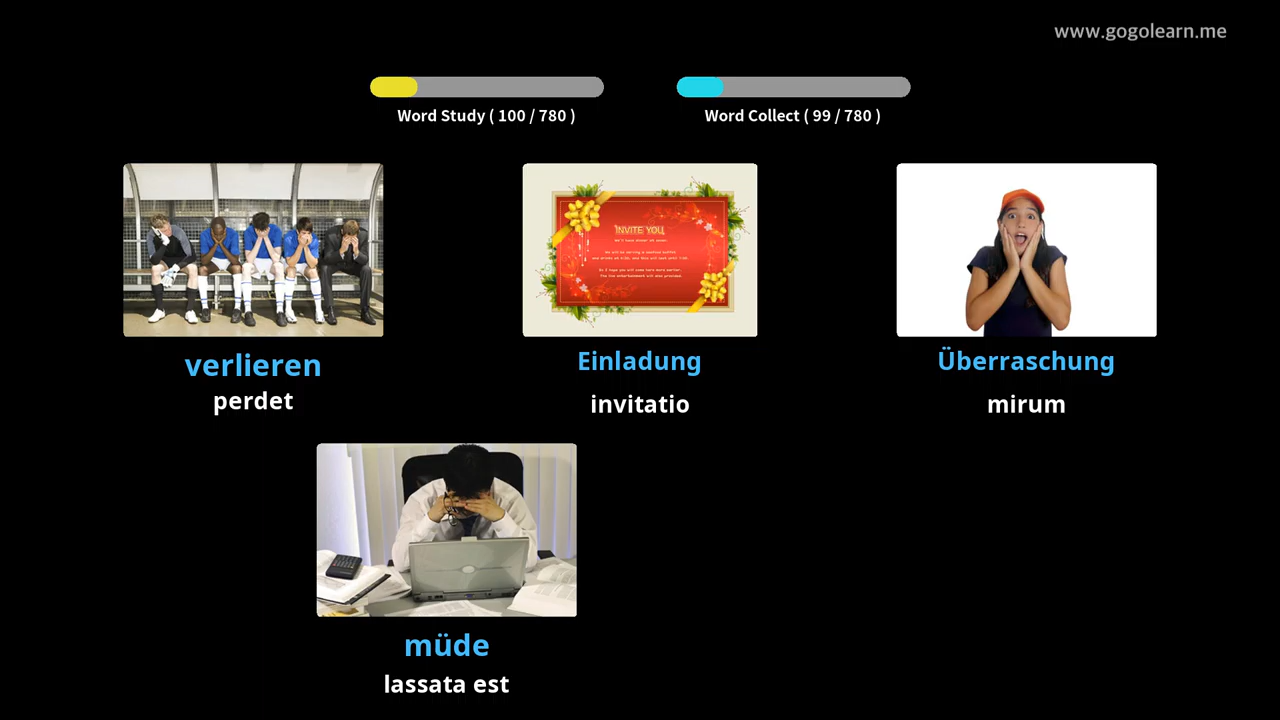 www.gogolearn.me
Word Study ( 100 / 780 )
Word Collect ( 99 / 780 )
INVITE YOU
verlieren
perdet
Einladung
invitatio
Überraschung
mirum
müde
lassata est